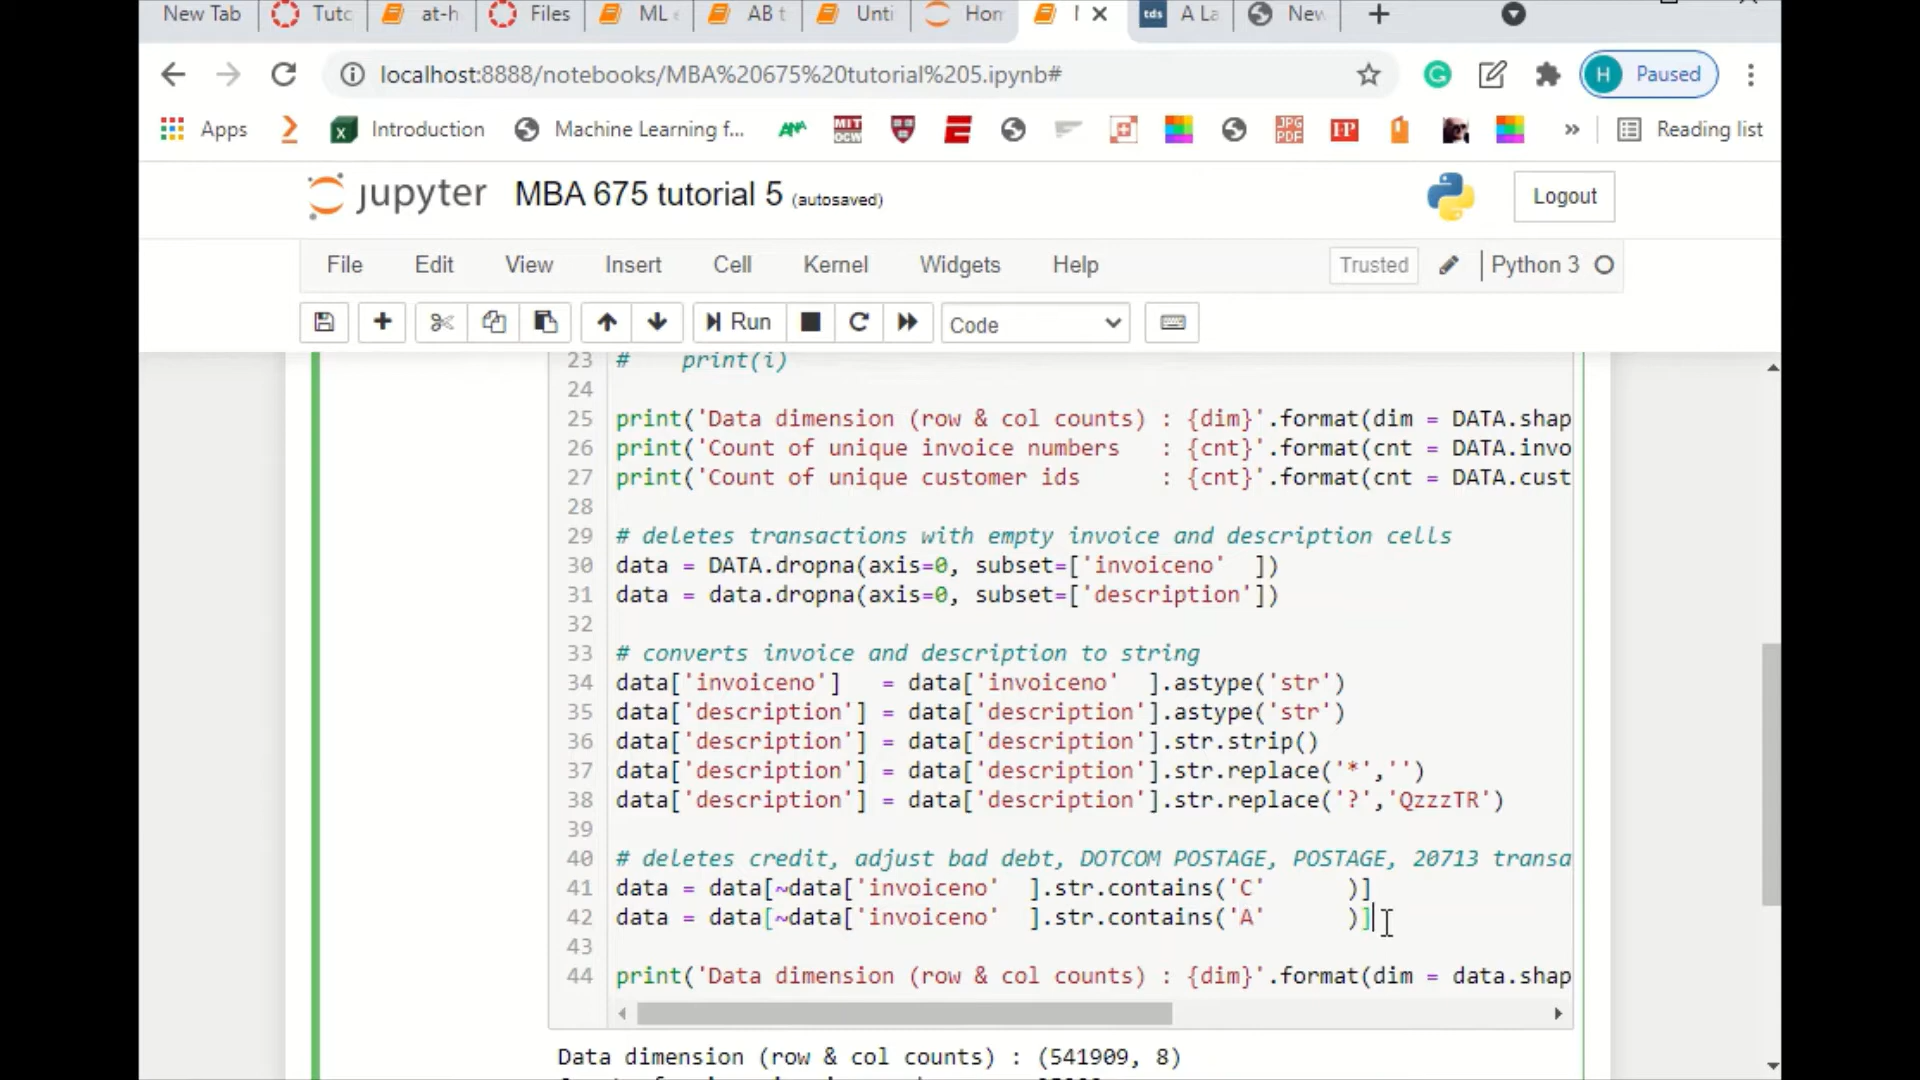 New Tab Tutc at-h Files ML AB t Unti Hon A La New
localhost:8888/notebooks/MBA%20675%20tutorial%205.ipynb# H Paused
Apps Introduction MIT OCW Machine Learning f... JPG PDF EP » Reading list
jupyter MBA 675 tutorial 5 (autosaved) Logout
File Edit View Insert Cell Kernel Widgets Help Trusted Python 3
Run Code
23 #    print(i)
24
25 print('Data dimension (row & col counts) : {dim}'.format(dim = DATA.shap
26 print('Count of unique invoice numbers   : {cnt}'.format(cnt = DATA.invo
27 print('Count of unique customer ids      : {cnt}'.format(cnt = DATA.cust
28
29 # deletes transactions with empty invoice and description cells
30 data = DATA.dropna(axis=0, subset=['invoiceno'  ])
31 data = data.dropna(axis=0, subset=['description'])
32
33 # converts invoice and description to string
34 data['invoiceno']   = data['invoiceno'  ].astype('str')
35 data['description'] = data['description'].astype('str')
36 data['description'] = data['description'].str.strip()
37 data['description'] = data['description'].str.replace('*','')
38 data['description'] = data['description'].str.replace('?','QzzzTR')
39
40 # deletes credit, adjust bad debt, DOTCOM POSTAGE, POSTAGE, 20713 transa
41 data = data[~data['invoiceno'  ].str.contains('C'      )]
42 data = data[~data['invoiceno'  ].str.contains('A'      )]
43
44 print('Data dimension (row & col counts) : {dim}'.format(dim = data.shap
Data dimension (row & col counts) : (541909, 8)